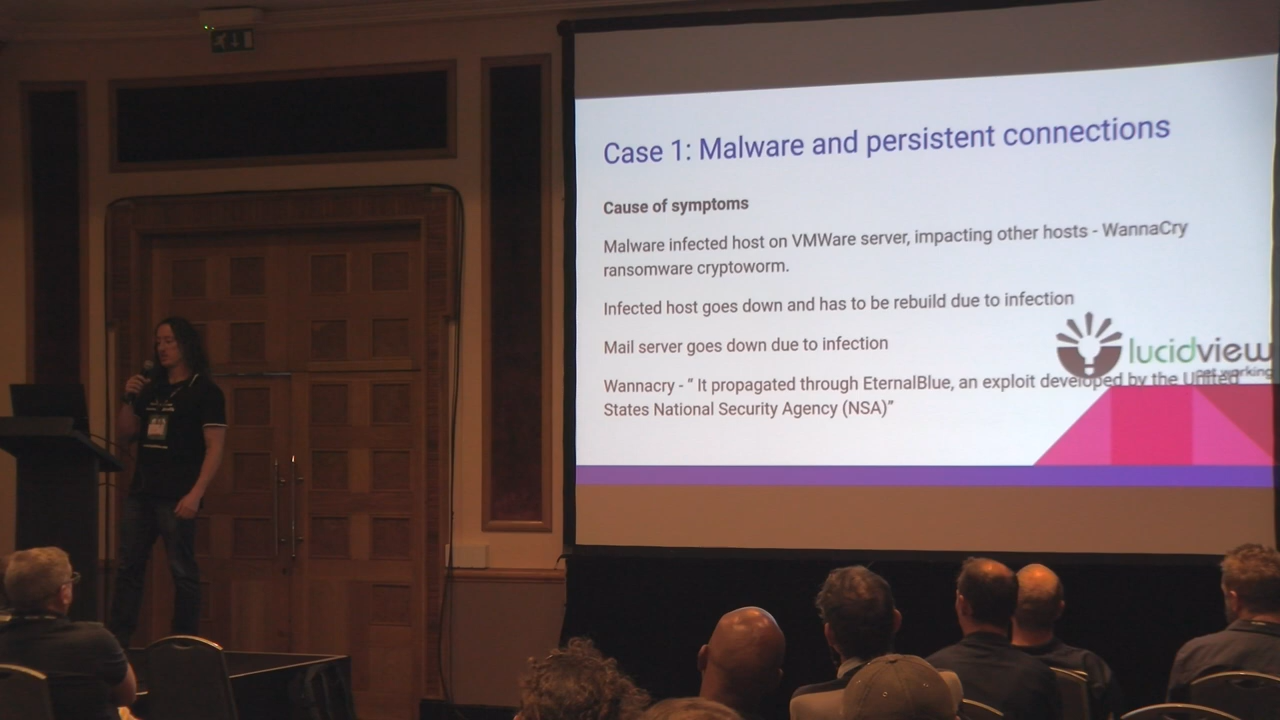 Case 1: Malware and persistent connections
Cause of symptoms
Malware infected host on VMWare server, impacting other hosts - WannaCry
ransomware cryptoworm.
Infected host goes down and has to be rebuild due to infection
Mail server goes down due to infection
Wannacry - “ It propagated through EternalBlue, an exploit developed by the United
States National Security Agency (NSA)”
lucidview
networking